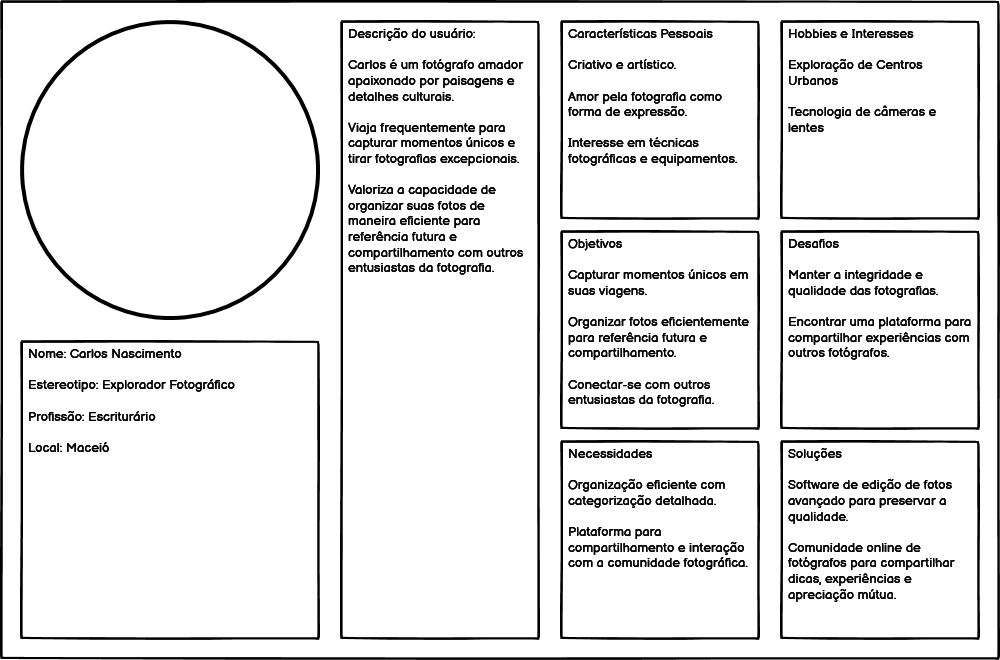 Nome: Carlos Nascimento
Estereotipo: Explorador Fotográfico
Profissão: Escriturário
Local: Maceió
Descrição do usuário:
Carlos é um fotógrafo amador
apaixonado por paisagens e
detalhes culturais.
Viaja frequentemente para
capturar momentos únicos e
tirar fotografias excepcionais.
Valoriza a capacidade de
organizar suas fotos de
maneira eficiente para
referência futura e
compartilhamento com outros
entusiastas da fotografia.
Características Pessoais
Criativo e artístico.
Amor pela fotografia como
forma de expressão.
Interesse em técnicas
fotográficas e equipamentos.
Hobbies e Interesses
Exploração de Centros
Urbanos
Tecnologia de câmeras e
lentes
Objetivos
Capturar momentos únicos em
suas viagens.
Organizar fotos eficientemente
para referência futura e
compartilhamento.
Conectar-se com outros
entusiastas da fotografia.
Desafios
Manter a integridade e
qualidade das fotografias.
Encontrar uma plataforma para
compartilhar experiências com
outros fotógrafos.
Necessidades
Organização eficiente com
categorização detalhada.
Plataforma para
compartilhamento e interação
com a comunidade fotográfica.
Soluções
Software de edição de fotos
avançado para preservar a
qualidade.
Comunidade online de
fotógrafos para compartilhar
dicas, experiências e
apreciação mútua.